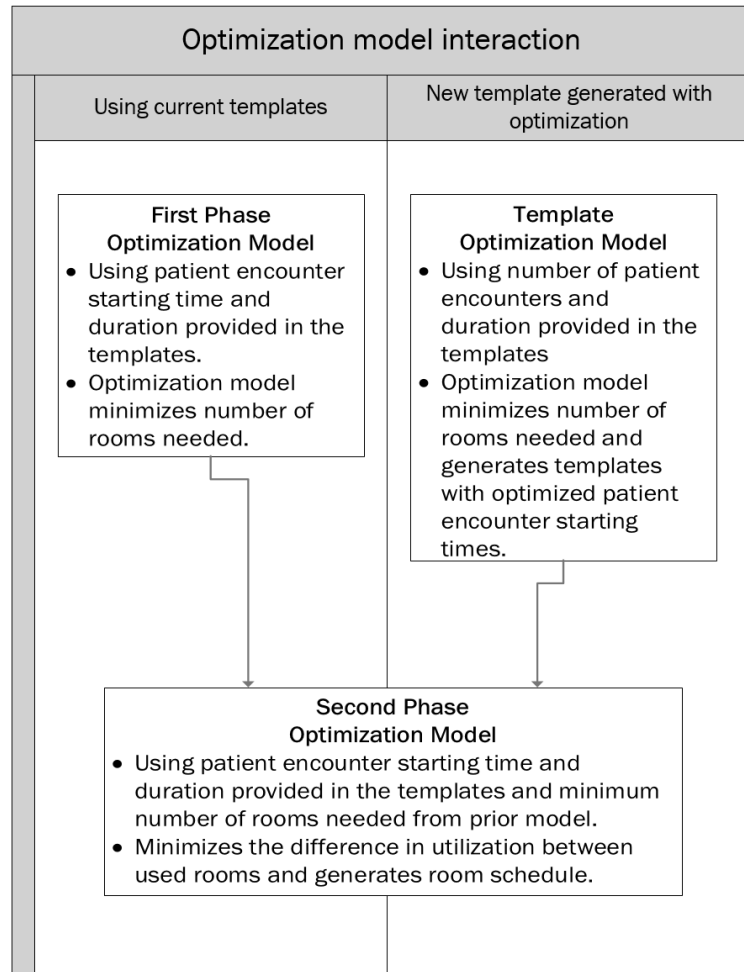 Optimization model interaction
Using current templates
New template generated with
optimization
First Phase
Optimization Model
• Using patient encounter
starting time and
duration provided in the
templates.
• Optimization model
minimizes number of
rooms needed.
Template
Optimization Model
• Using number of patient
encounters and
duration provided in the
templates
• Optimization model
minimizes number of
rooms needed and
generates templates
with optimized patient
encounter starting
times.
Second Phase
Optimization Model
• Using patient encounter starting time and
duration provided in the templates and minimum
number of rooms needed from prior model.
• Minimizes the difference in utilization between
used rooms and generates room schedule.